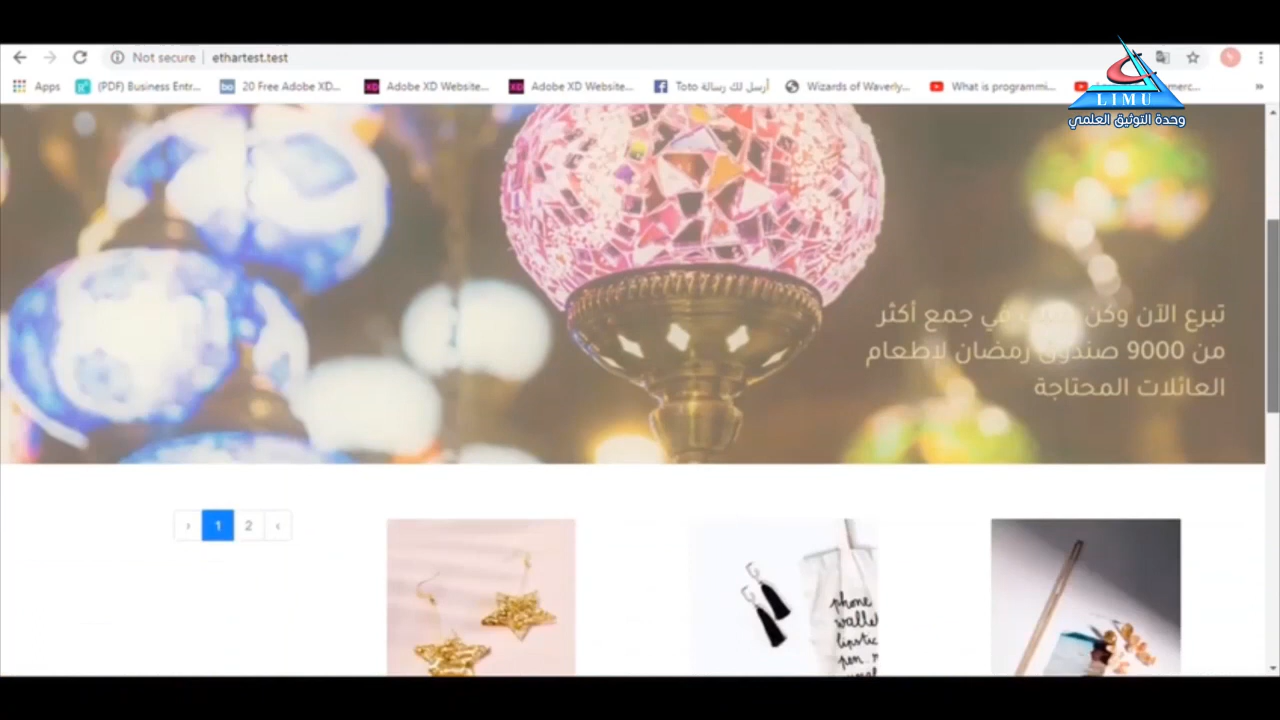 Not secure
ethartest.test
LIMU
وحدة التوثيق العلمي
Apps
(PDF) Business Entr...
20 Free Adobe XD...
Adobe XD Website...
Adobe XD Website...
أرسل لك رسالة Toto
Wizards of Waverly...
What is programmi...
تبرع الآن وكن في جمع أكثر
من 9000 صندوق رمضان لاطعام
العائلات المحتاجة
› 1 2 ‹
phone
wallet
lipstic
pen